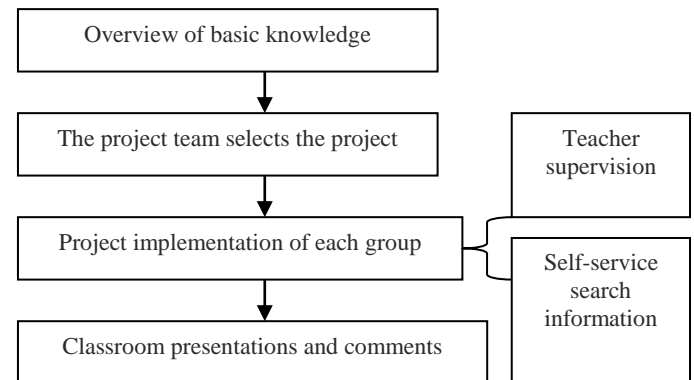 Overview of basic knowledge
The project team selects the project
Teacher
supervision
Project implementation of each group
Self-service
search
information
Classroom presentations and comments